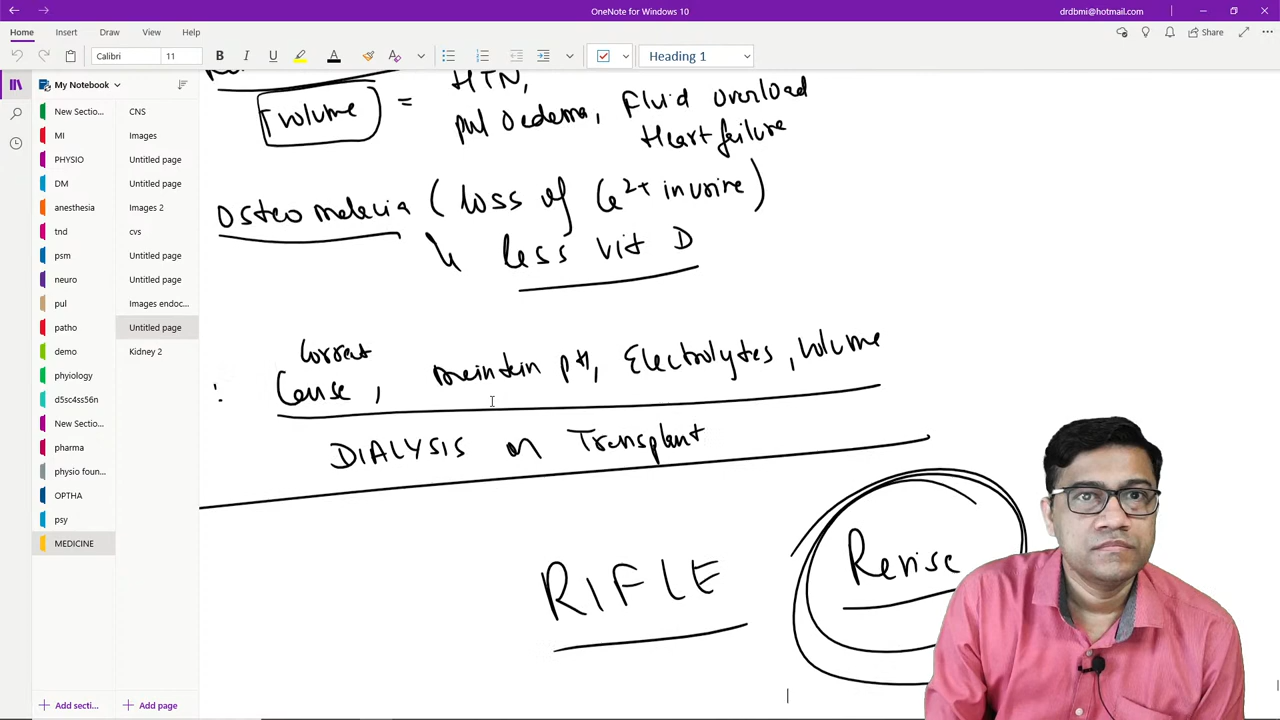 OneNote for Windows 10
drdbmi@hotmail.com
Home Insert Draw View Help
Share
Calibri 11 B I U A Heading 1
My Notebook
New Sectio... CNS
MI Images
PHYSIO Untitled page
DM Untitled page
anesthesia Images 2
tnd cvs
psm Untitled page
neuro Untitled page
pul Images endoc...
patho Untitled page
demo Kidney 2
phyiology
d5sc4ss56n
New Sectio...
pharma
physio foun...
OPTHA
psy
MEDICINE
Add secti... Add page
↑ volume = HTN,
pul oedema, Fluid overload
Heart failure
Osteomalacia (loss of Ca2+ in urine)
↳ less vit D
: Correct
Cause, maintain pH, Electrolytes, Volume
DIALYSIS or Transplant
RIFLE Revise